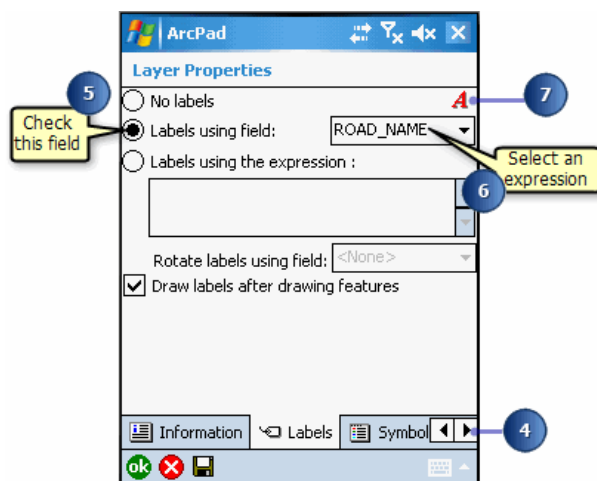 ArcPad
Layer Properties
5
No labels
A
7
Check
this field
Labels using field:
ROAD_NAME
Select an
expression
Labels using the expression :
6
Rotate labels using field:
<None>
Draw labels after drawing features
Information
Labels
Symbol
4
ok